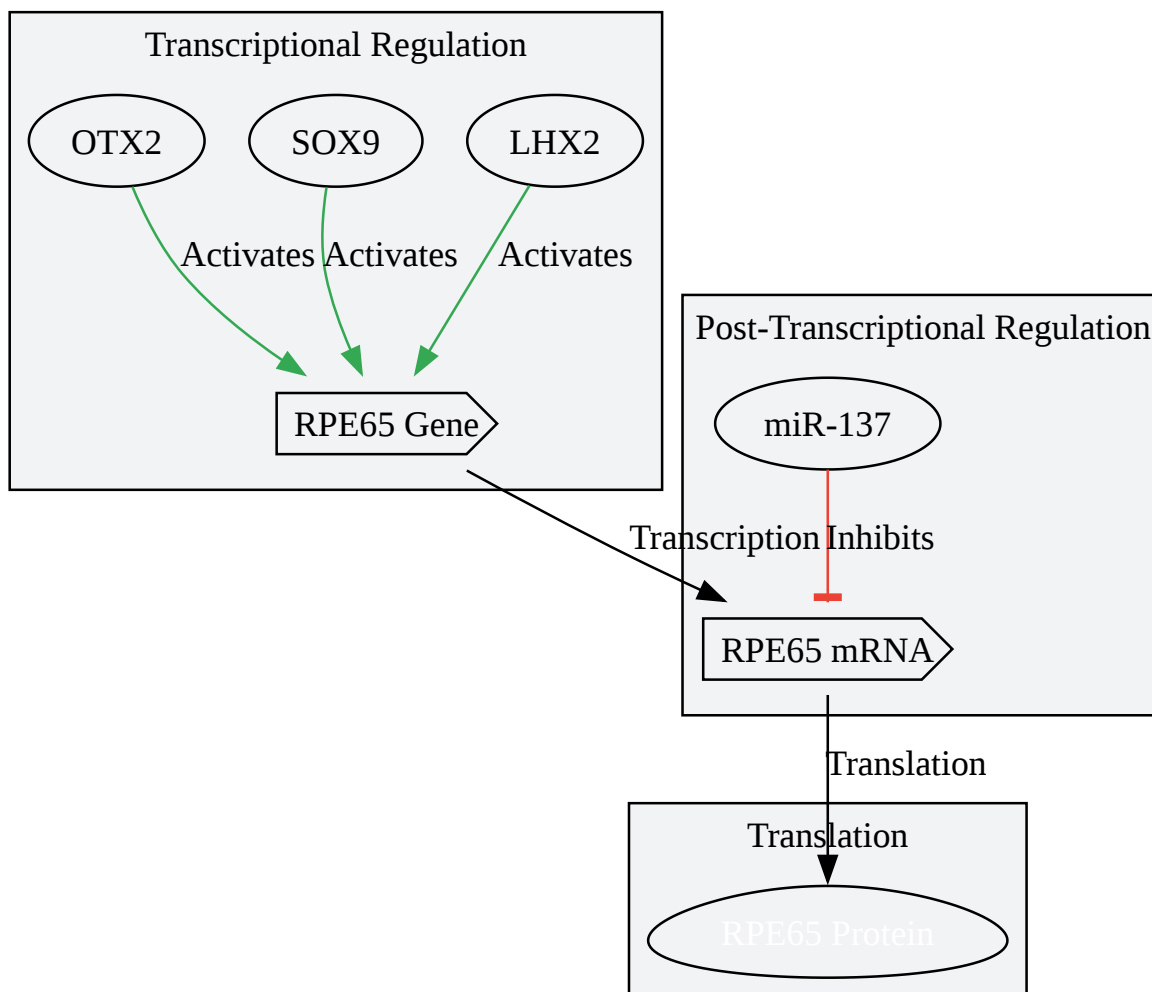 Transcriptional Regulation
OTX2
SOX9
LHX2
Activates
Activates
Activates
RPE65 Gene
Post-Transcriptional Regulation
miR-137
Transcription
Inhibits
RPE65 mRNA
Translation
Translation
RPE65 Protein